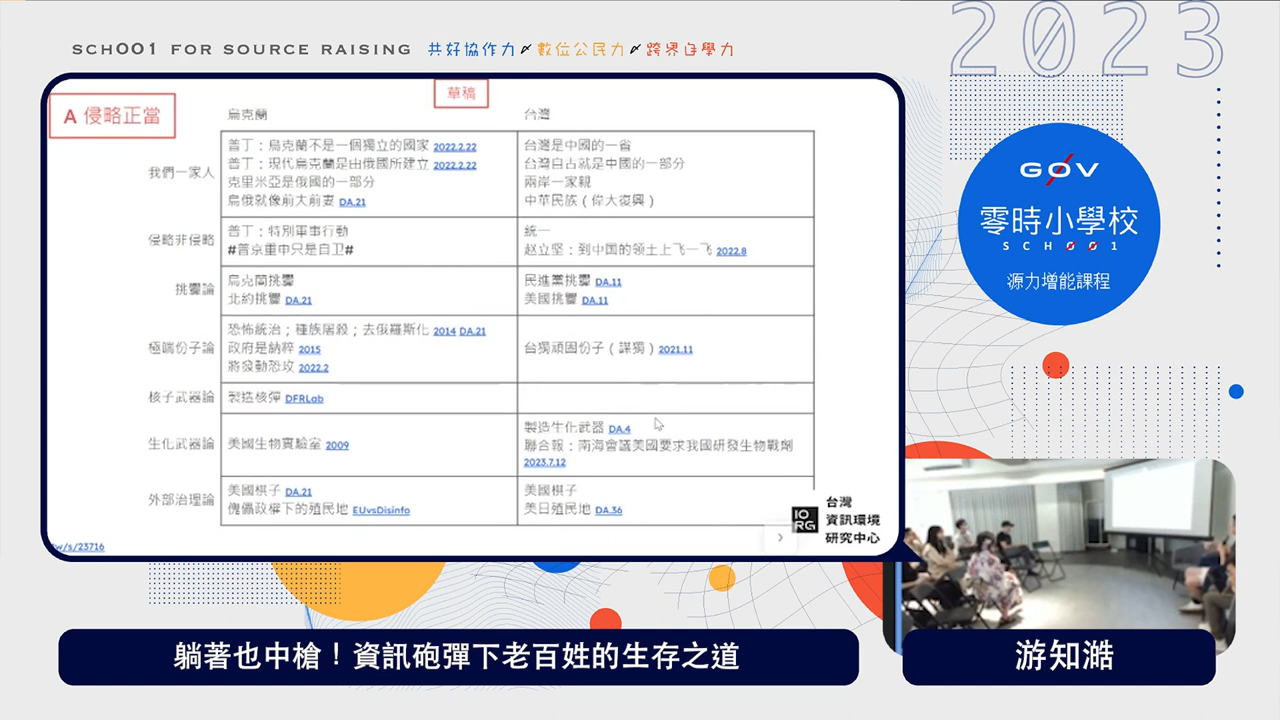 SCH001 FOR SOURCE RAISING 共好協作力 數位公民力 跨界自學力
2023
A 侵略正當
草稿
烏克蘭 台灣
我們一家人
普丁：烏克蘭不是一個獨立的國家 2022.2.22
普丁：現代烏克蘭是由俄國所建立 2022.2.22
克里米亞是俄國的一部分
烏俄就像前夫前妻 DA.21
台灣是中國的一省
台灣自古就是中國的一部分
兩岸一家親
中華民族（偉大復興）
侵略非侵略
普丁：特別軍事行動
#普京重申只是自卫#
統一
赵立坚：到中国的领土上飞一飞 2022.8
挑釁論
烏克蘭挑釁
北約挑釁 DA.21
民進黨挑釁 DA.11
美國挑釁 DA.11
極端份子論
恐怖統治；種族屠殺；去俄羅斯化 2014 DA.21
政府是納粹 2015
將發動恐攻 2022.2
台獨頑固份子（謀獨） 2021.11
核子武器論
製造核彈 DFRLab
生化武器論
美國生物實驗室 2009
製造生化武器 DA.4
聯合報：南海會議美國要求我國研發生物戰劑
2023.7.12
外部治理論
美國棋子 DA.21
傀儡政權下的殖民地 EUvsDisinfo
美國棋子
美日殖民地 DA.36
IORG
台灣
資訊環境
研究中心
w/s/23716
G0V
零時小學校
SCH001
源力增能課程
躺著也中槍！資訊砲彈下老百姓的生存之道
游知澔